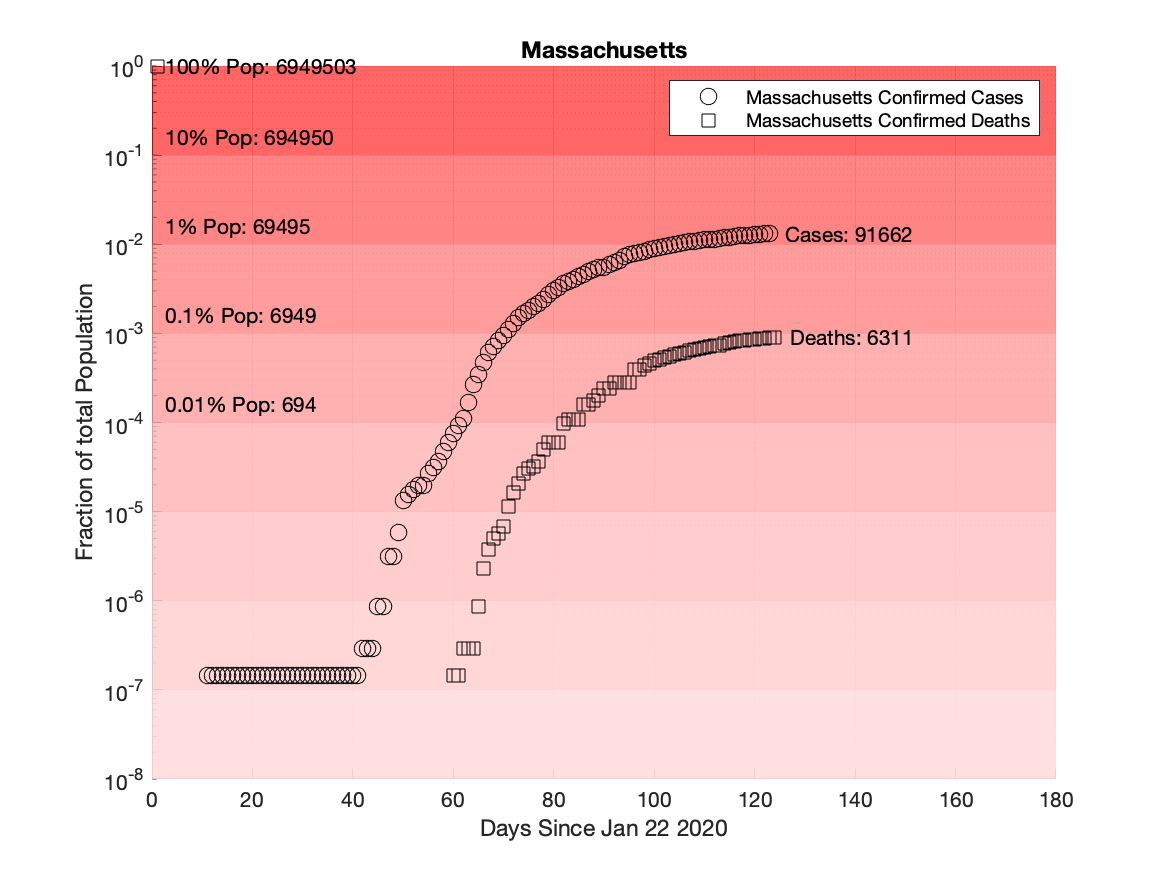 Massachusetts
10^0
100% Pop: 6949503
Massachusetts Confirmed Cases
Massachusetts Confirmed Deaths
10% Pop: 694950
10^-1
1% Pop: 69495
10^-2
Cases: 91662
0.1% Pop: 6949
10^-3
Deaths: 6311
0.01% Pop: 694
10^-4
10^-5
10^-6
10^-7
10^-8
Fraction of total Population
0 20 40 60 80 100 120 140 160 180
Days Since Jan 22 2020